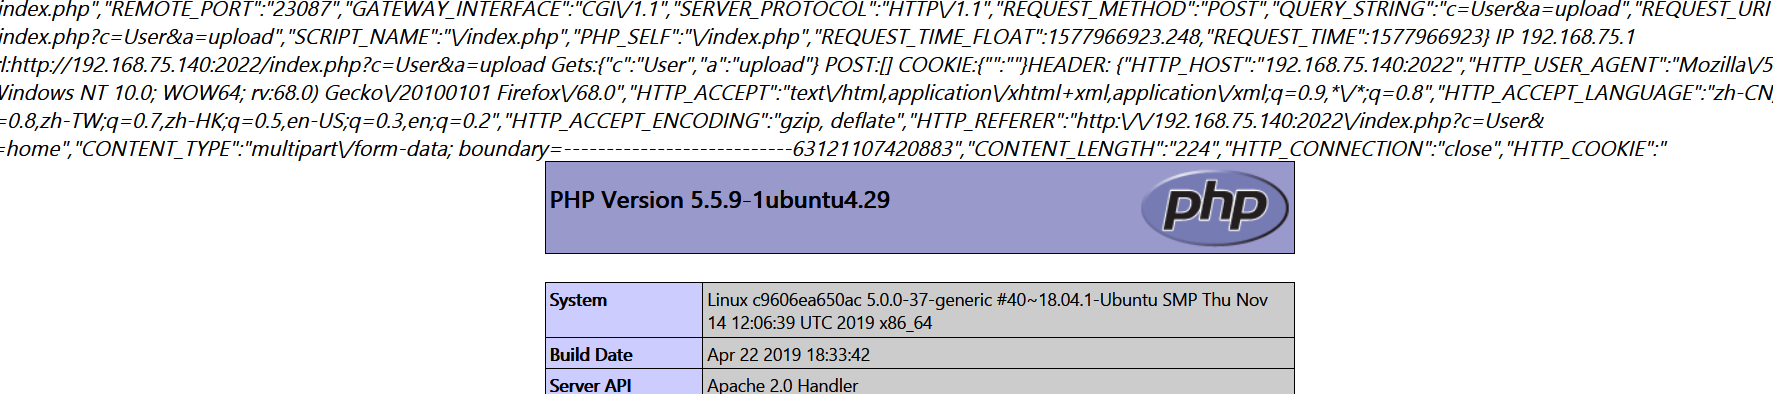 index.php","REMOTE_PORT":"23087","GATEWAY_INTERFACE":"CGI\/1.1","SERVER_PROTOCOL":"HTTP\/1.1","REQUEST_METHOD":"POST","QUERY_STRING":"c=User&a=upload","REQUEST_URI
index.php?c=User&a=upload","SCRIPT_NAME":"\/index.php","PHP_SELF":"\/index.php","REQUEST_TIME_FLOAT":1577966923.248,"REQUEST_TIME":1577966923} IP 192.168.75.1
l:http://192.168.75.140:2022/index.php?c=User&a=upload Gets:{"c":"User","a":"upload"} POST:[] COOKIE:{"":""}HEADER: {"HTTP_HOST":"192.168.75.140:2022","HTTP_USER_AGENT":"Mozilla\/5
Windows NT 10.0; WOW64; rv:68.0) Gecko\/20100101 Firefox\/68.0","HTTP_ACCEPT":"text\/html,application\/xhtml+xml,application\/xml;q=0.9,*\/*;q=0.8","HTTP_ACCEPT_LANGUAGE":"zh-CN,
=0.8,zh-TW;q=0.7,zh-HK;q=0.5,en-US;q=0.3,en;q=0.2","HTTP_ACCEPT_ENCODING":"gzip, deflate","HTTP_REFERER":"http:\/\/192.168.75.140:2022\/index.php?c=User&
=home","CONTENT_TYPE":"multipart\/form-data; boundary=---------------------------63121107420883","CONTENT_LENGTH":"224","HTTP_CONNECTION":"close","HTTP_COOKIE":"
PHP Version 5.5.9-1ubuntu4.29
php
System
Linux c9606ea650ac 5.0.0-37-generic #40~18.04.1-Ubuntu SMP Thu Nov
14 12:06:39 UTC 2019 x86_64
Build Date
Apr 22 2019 18:33:42
Server API
Apache 2.0 Handler